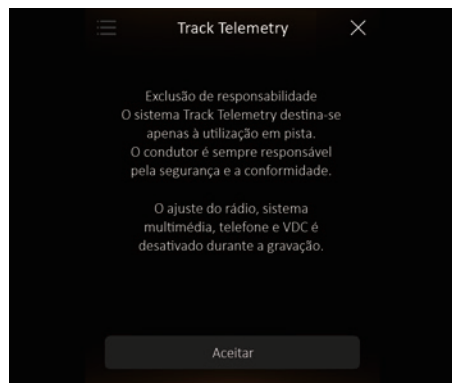 Track Telemetry
Exclusão de responsabilidade
O sistema Track Telemetry destina-se
apenas à utilização em pista.
O condutor é sempre responsável
pela segurança e a conformidade.
O ajuste do rádio, sistema
multimédia, telefone e VDC é
desativado durante a gravação.
Aceitar